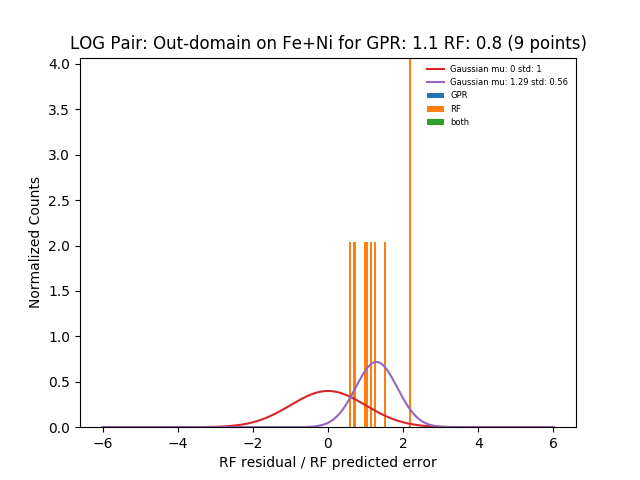 LOG Pair: Out-domain on Fe+Ni for GPR: 1.1 RF: 0.8 (9 points)
Gaussian mu: 0 std: 1
Gaussian mu: 1.29 std: 0.56
GPR
RF
both
Normalized Counts
4.0
3.5
3.0
2.5
2.0
1.5
1.0
0.5
0.0
−6 −4 −2 0 2 4 6
RF residual / RF predicted error